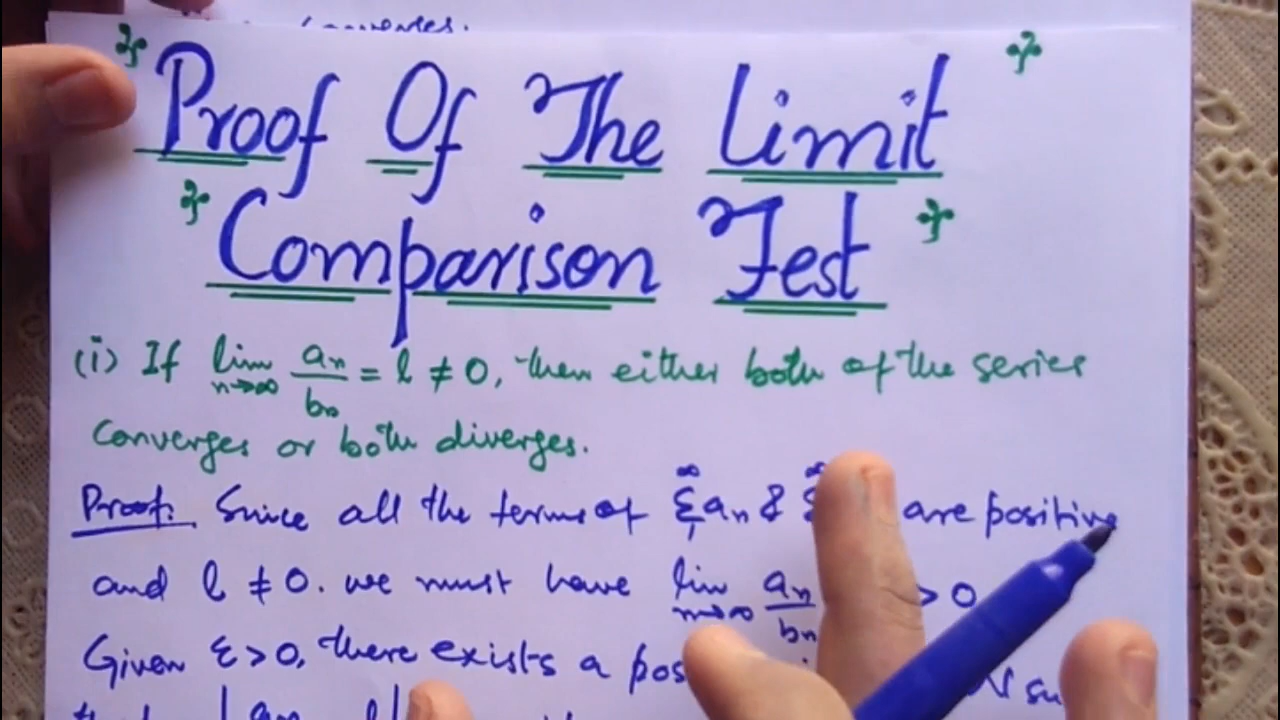 Proof Of The Limit
Comparison Test
(i) If lim n→∞ an/bn = l ≠ 0, then either both of the series
converges or both diverges.
Proof: Since all the terms of ∞ Σ 1 an & ∞ are positive
and l ≠ 0. we must have lim n→∞ an/bn > 0
Given ε > 0, there exists a N
an l